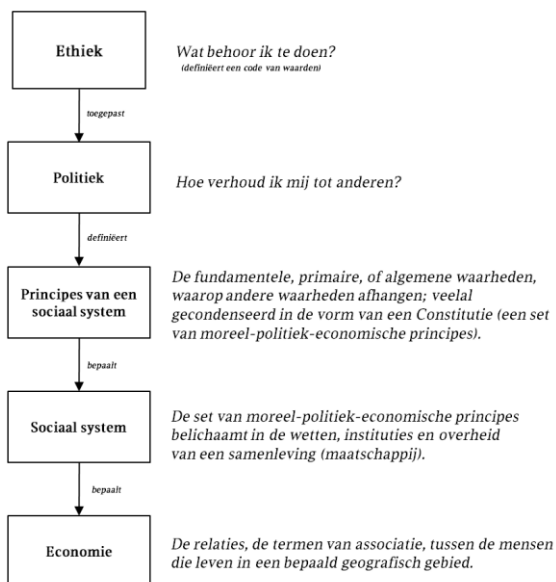 Ethiek
Wat behoor ik te doen?
(definiëert een code van waarden)
toegepast
Politiek
Hoe verhoud ik mij tot anderen?
definiëert
Principes van een
sociaal system
De fundamentele, primaire, of algemene waarheden,
waarop andere waarheden afhangen; veelal
gecondenseerd in de vorm van een Constitutie (een set
van moreel-politiek-economische principes).
bepaalt
Sociaal system
De set van moreel-politiek-economische principes
belichaamt in de wetten, instituties en overheid
van een samenleving (maatschappij).
bepaalt
Economie
De relaties, de termen van associatie, tussen de mensen
die leven in een bepaald geografisch gebied.